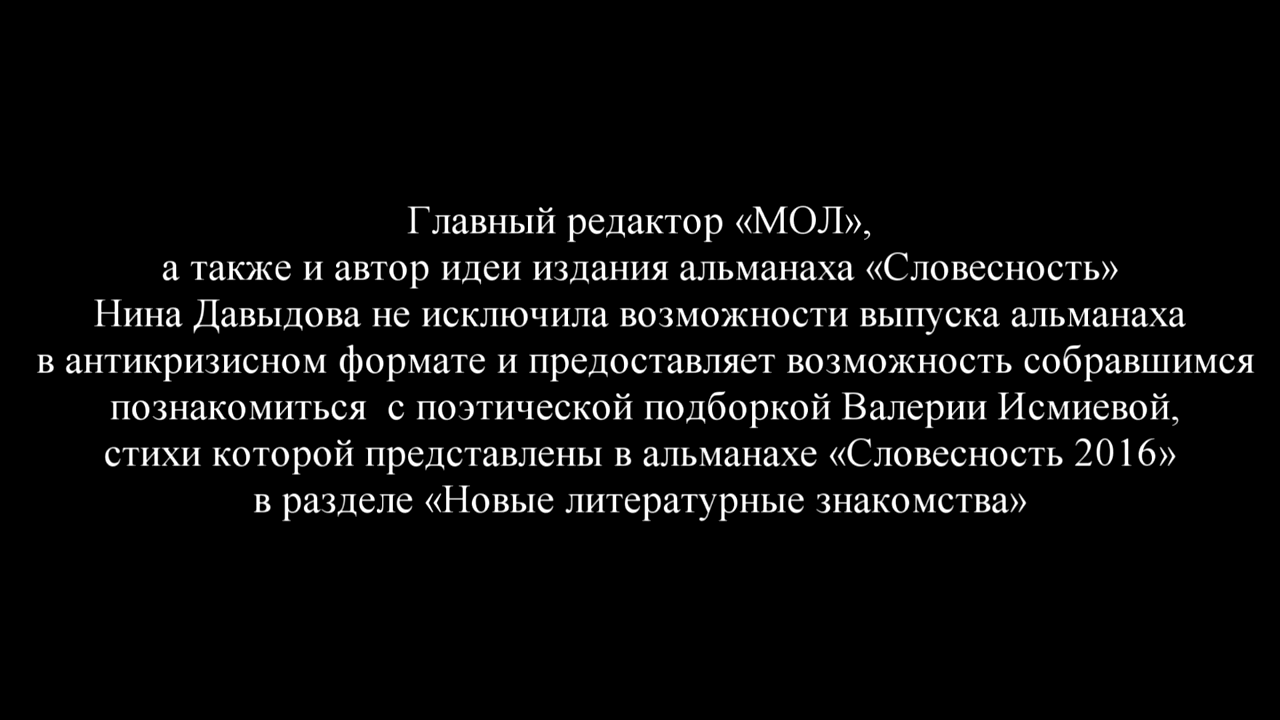 Главный редактор «МОЛ»,
а также и автор идеи издания альманаха «Словесность»
Нина Давыдова не исключила возможности выпуска альманаха
в антикризисном формате и предоставляет возможность собравшимся
познакомиться  с поэтической подборкой Валерии Исмиевой,
стихи которой представлены в альманахе «Словесность 2016»
в разделе «Новые литературные знакомства»